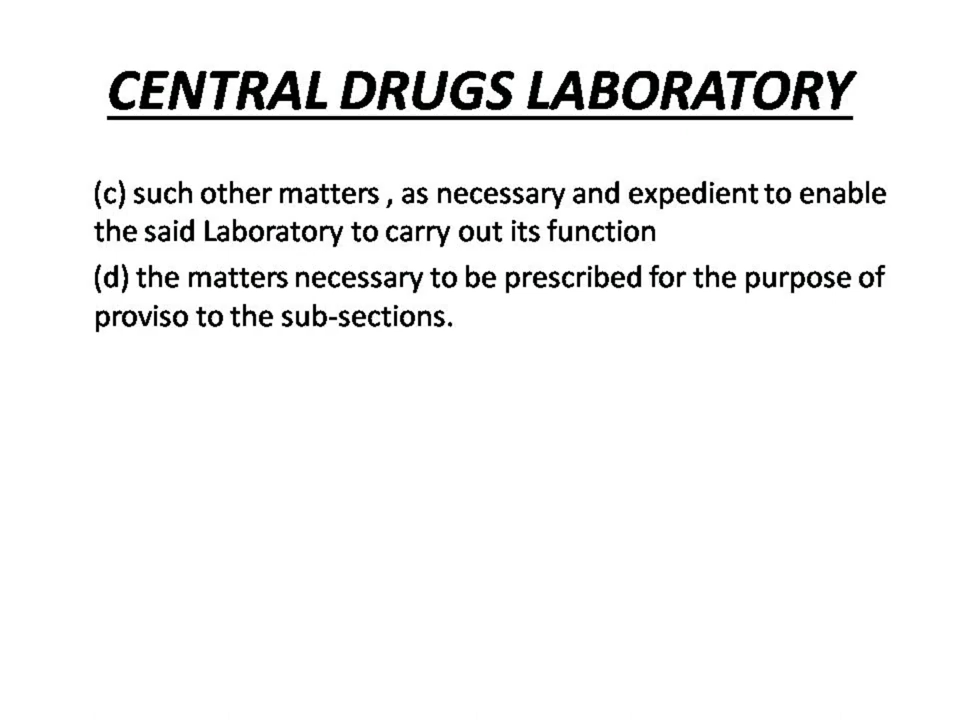 CENTRAL DRUGS LABORATORY
(c) such other matters , as necessary and expedient to enable
the said Laboratory to carry out its function
(d) the matters necessary to be prescribed for the purpose of
proviso to the sub-sections.